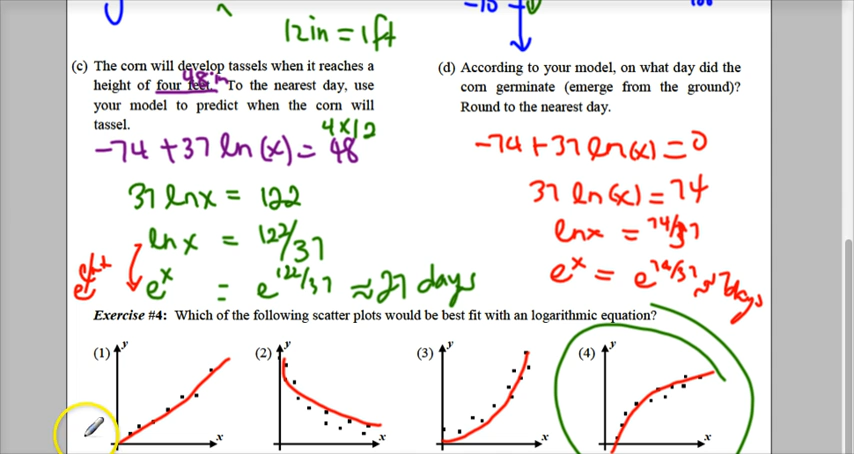 12in = 1ft
-10
(c) The corn will develop tassels when it reaches a
48 in
height of four feet. To the nearest day, use
your model to predict when the corn will
tassel.
4 x 12
-74 + 37 ln(x) = 48
37 ln x = 122
ln x = 122/37
e^x = e^122/37 ≈ 27 days
(d) According to your model, on what day did the
corn germinate (emerge from the ground)?
Round to the nearest day.
-74 + 37 ln(x) = 0
37 ln(x) = 74
ln x = 74/37
e^x = e^74/37 ≈ 7 days
Exercise #4: Which of the following scatter plots would be best fit with an logarithmic equation?
(1) y x
(2) y x
(3) y x
(4) y x